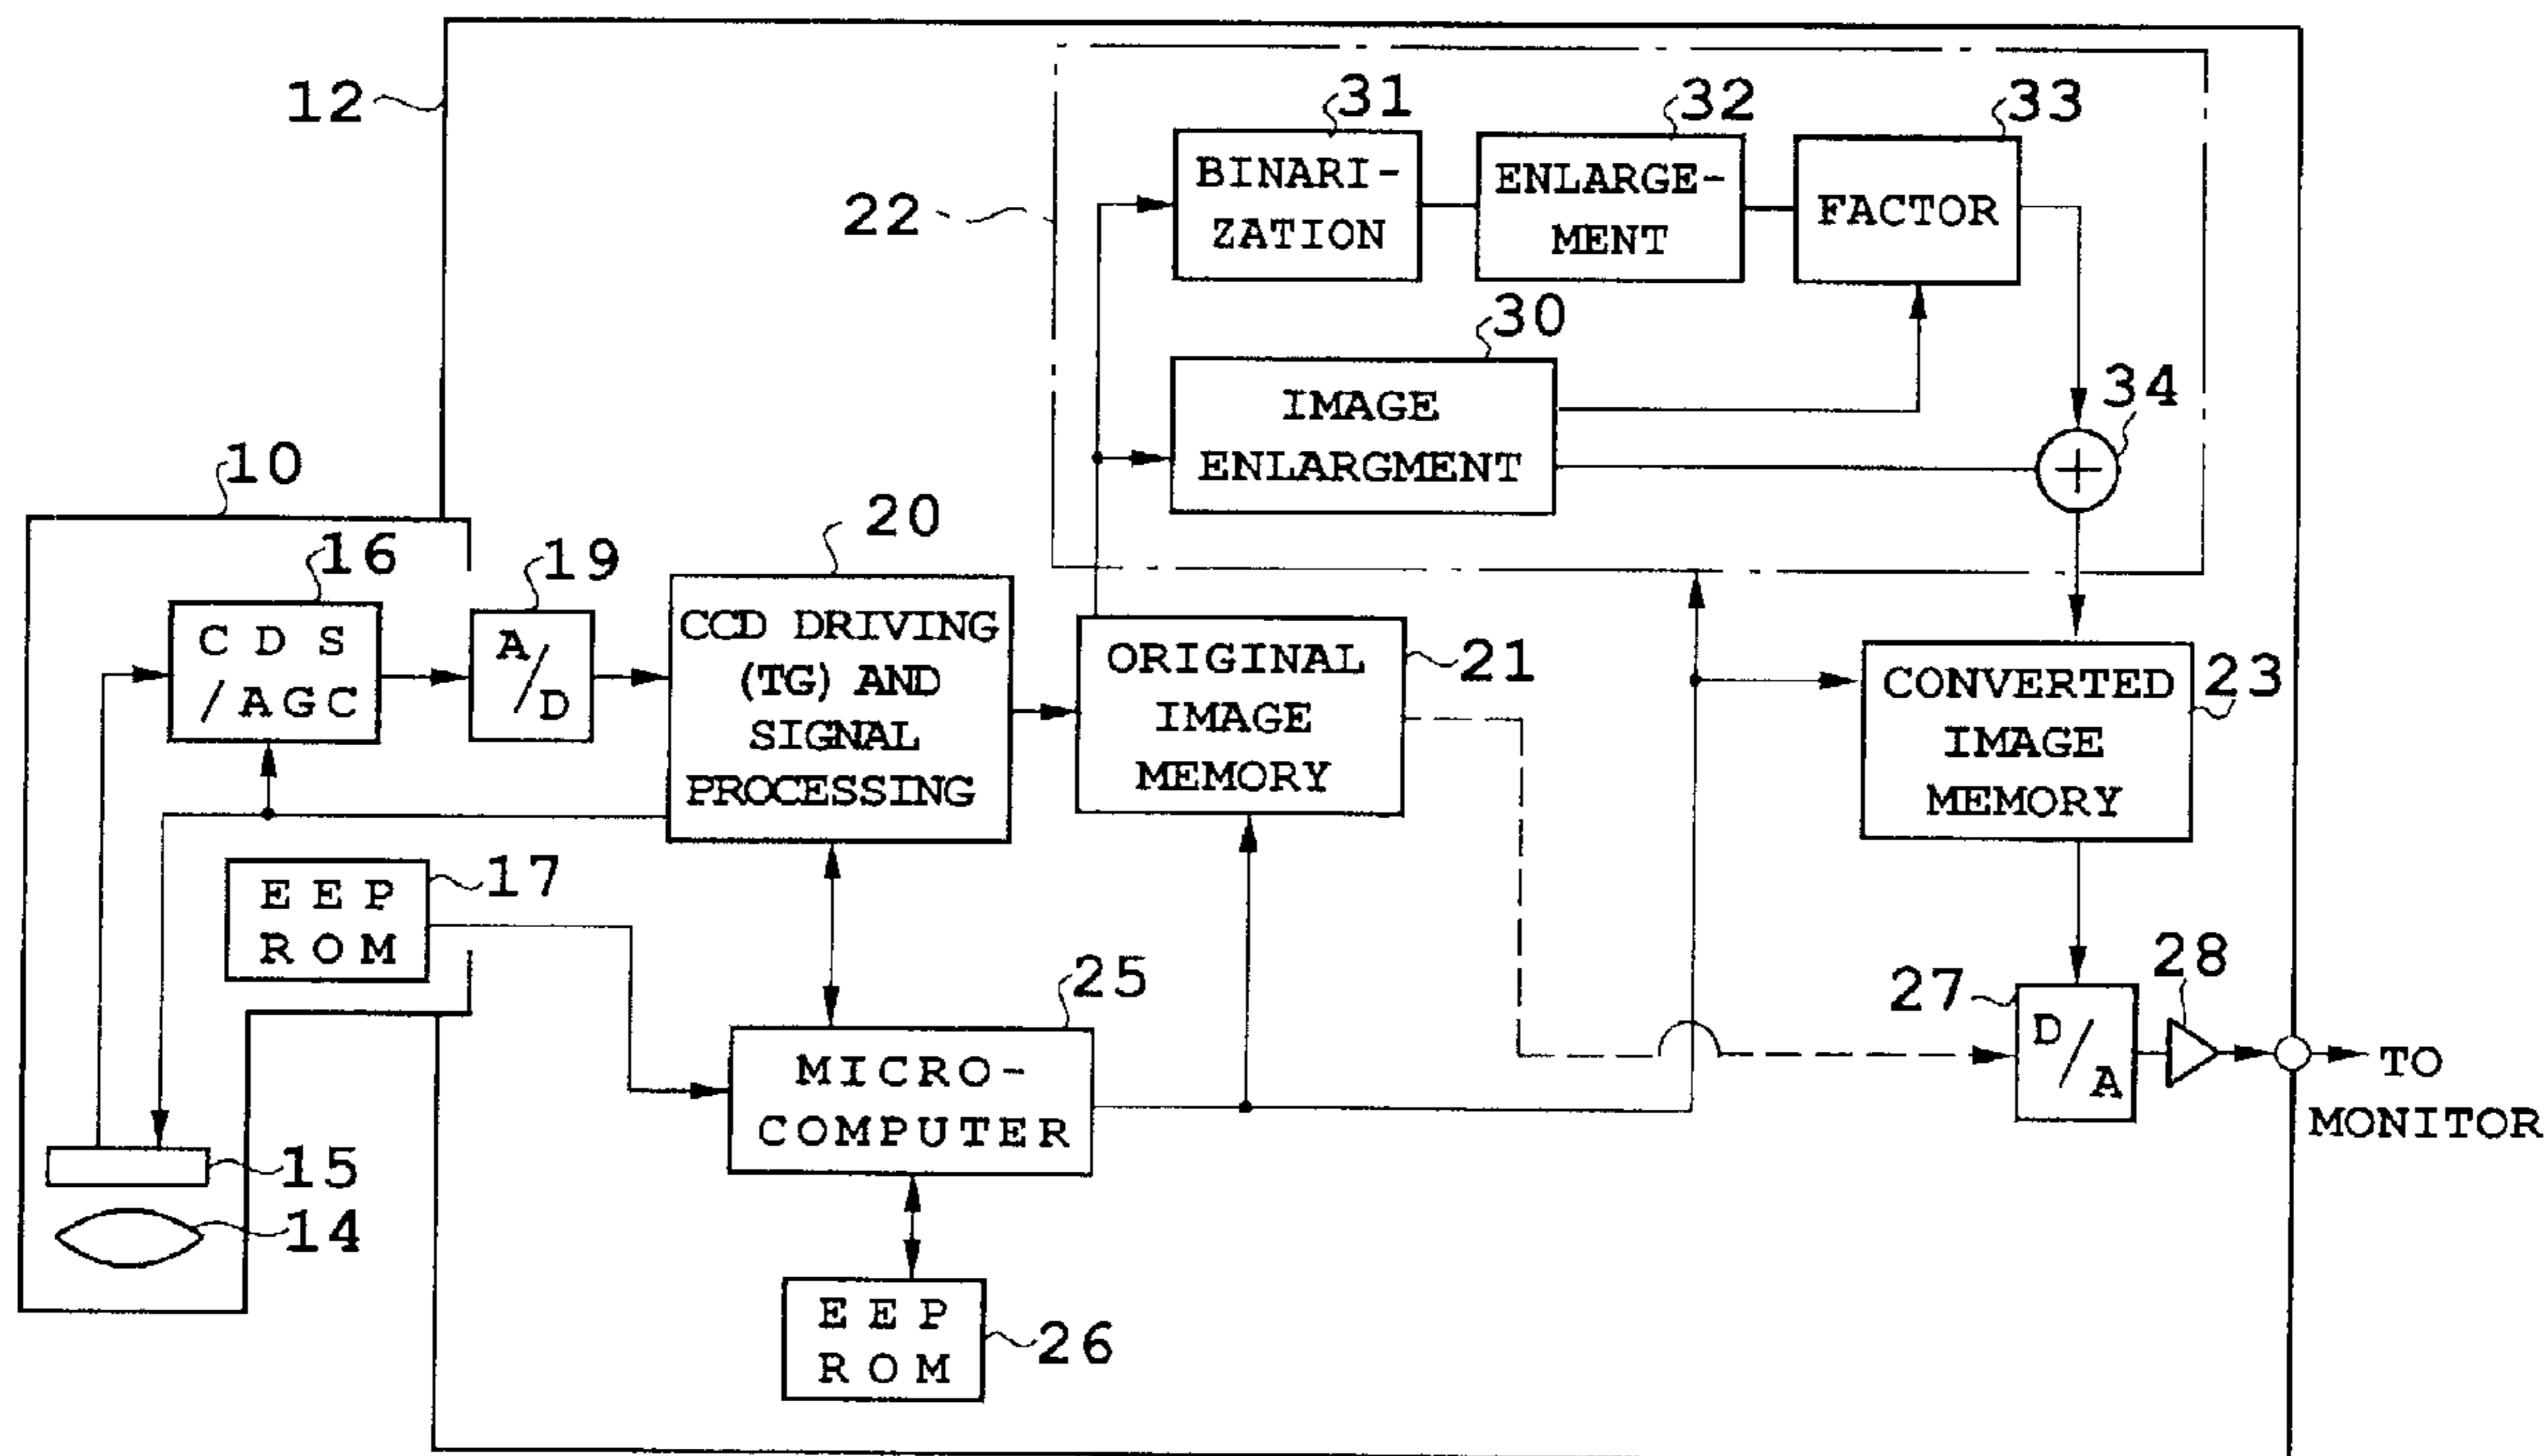 12
22
31
BINARI-
ZATION
32
ENLARGE-
MENT
33
FACTOR
30
IMAGE
ENLARGMENT
34
10
16
C D S
/AGC
19
A/D
20
CCD DRIVING
(TG) AND
SIGNAL
PROCESSING
21
ORIGINAL
IMAGE
MEMORY
23
CONVERTED
IMAGE
MEMORY
17
E E P
R O M
25
MICRO-
COMPUTER
27
D/A
28
TO
MONITOR
15
14
26
E E P
R O M